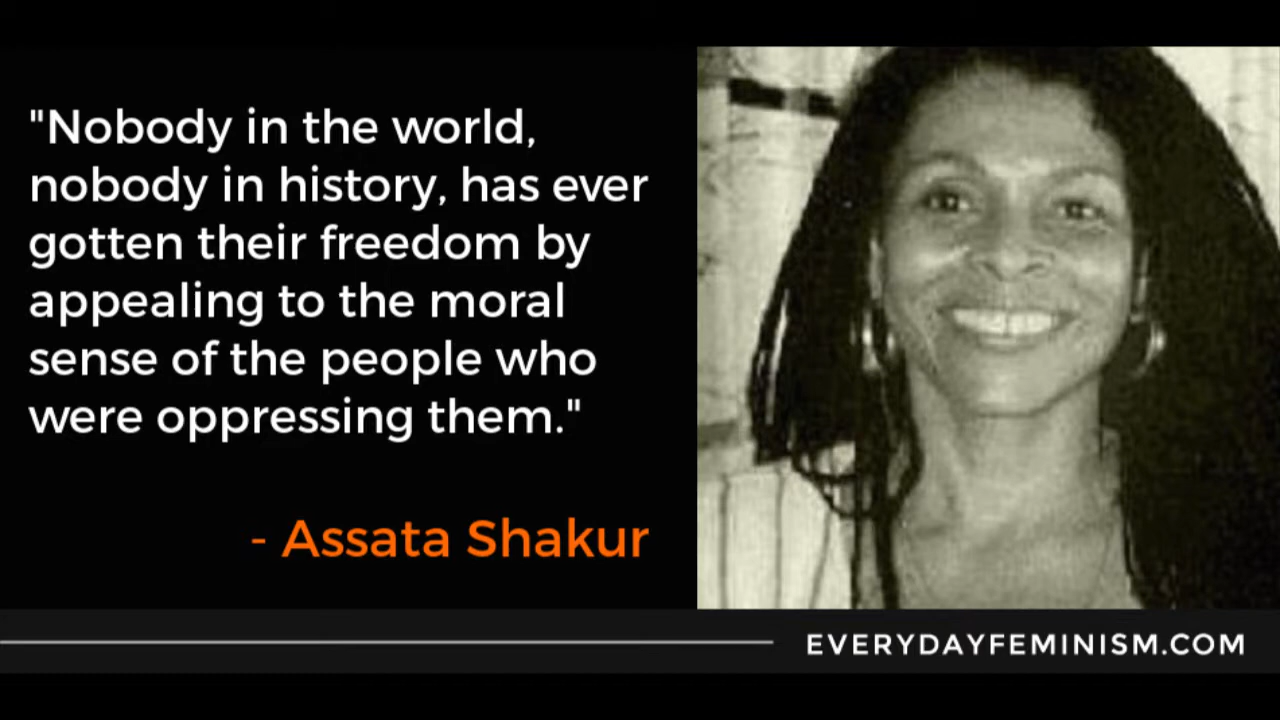 "Nobody in the world,
nobody in history, has ever
gotten their freedom by
appealing to the moral
sense of the people who
were oppressing them."
- Assata Shakur
EVERYDAYFEMINISM.COM